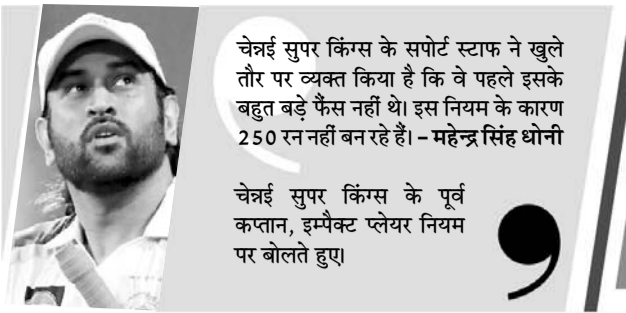 चेन्नई सुपर किंग्स के सपोर्ट स्टाफ ने खुले
तौर पर व्यक्त किया है कि वे पहले इसके
बहुत बड़े फैंस नहीं थे। इस नियम के कारण
250 रन नहीं बन रहे हैं। – महेन्द्र सिंह धोनी
चेन्नई सुपर किंग्स के पूर्व
कप्तान, इम्पैक्ट प्लेयर नियम
पर बोलते हुए।